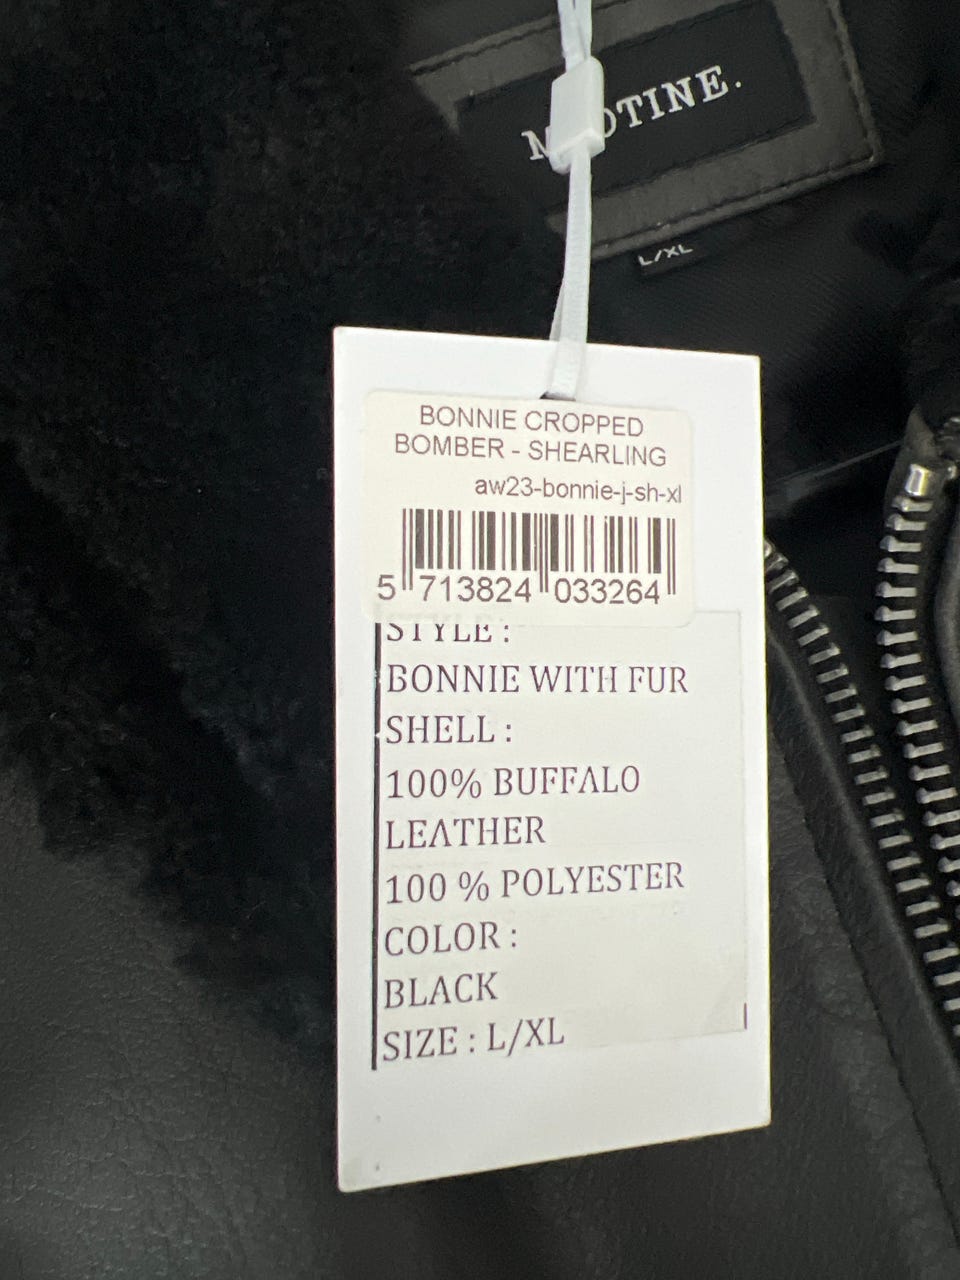 TINE.
L/XL
BONNIE CROPPED
BOMBER - SHEARLING
aw23-bonnie-j-sh-xl
5 713824 033264
STYLE :
BONNIE WITH FUR
SHELL :
100% BUFFALO
LEATHER
100 % POLYESTER
COLOR :
BLACK
SIZE : L/XL